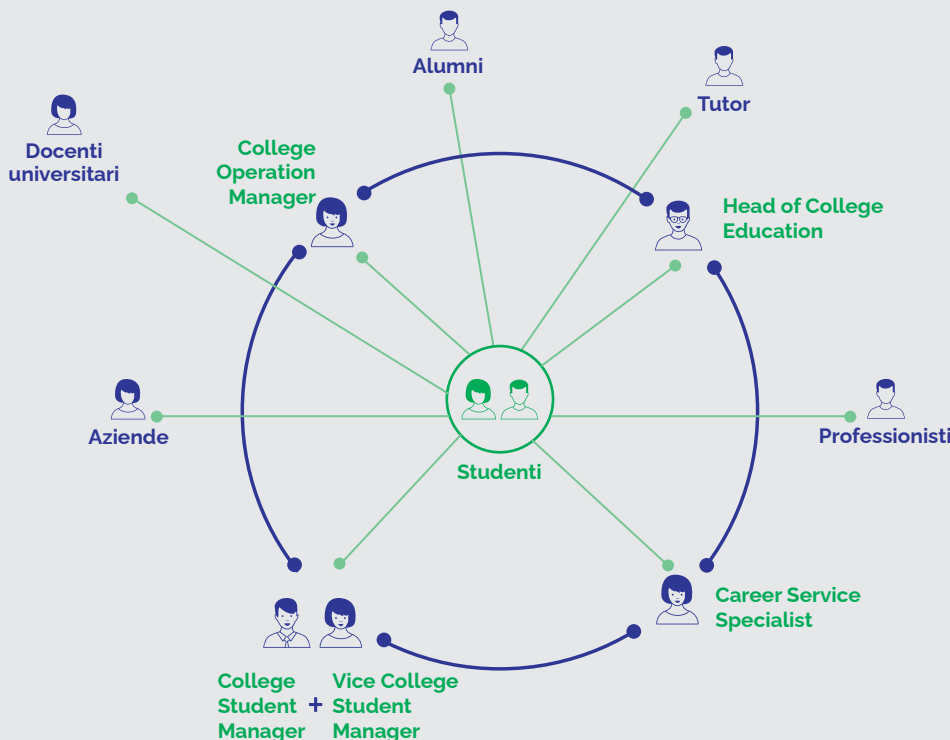 Alumni
Tutor
Docenti
universitari
College
Operation
Manager
Head of College
Education
Aziende
Professionisti
Studenti
Career Service
Specialist
College
Student
Manager
+
Vice College
Student
Manager